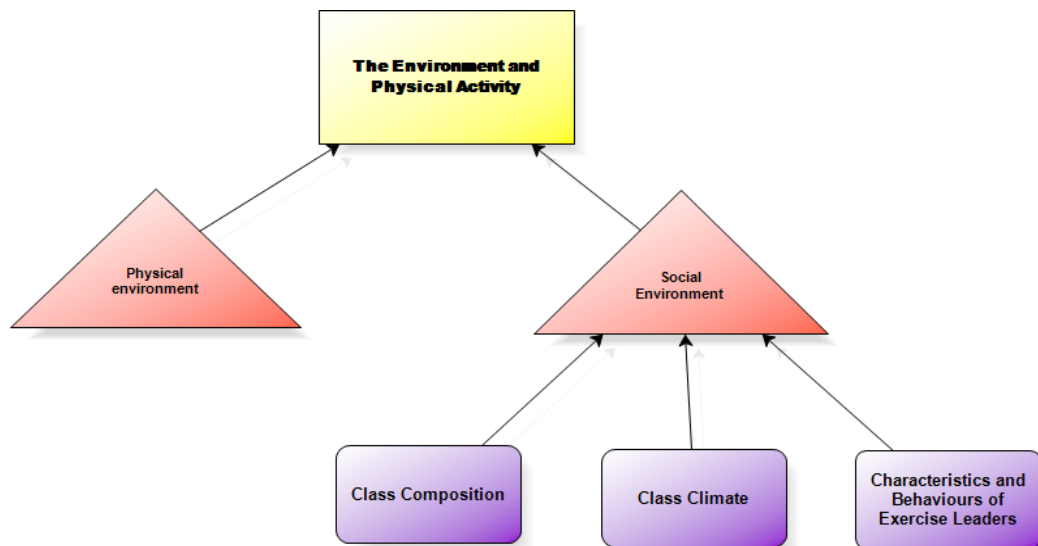 The Environment and
Physical Activity
Physical
environment
Social
Environment
Class Composition
Class Climate
Characteristics and
Behaviours of
Exercise Leaders